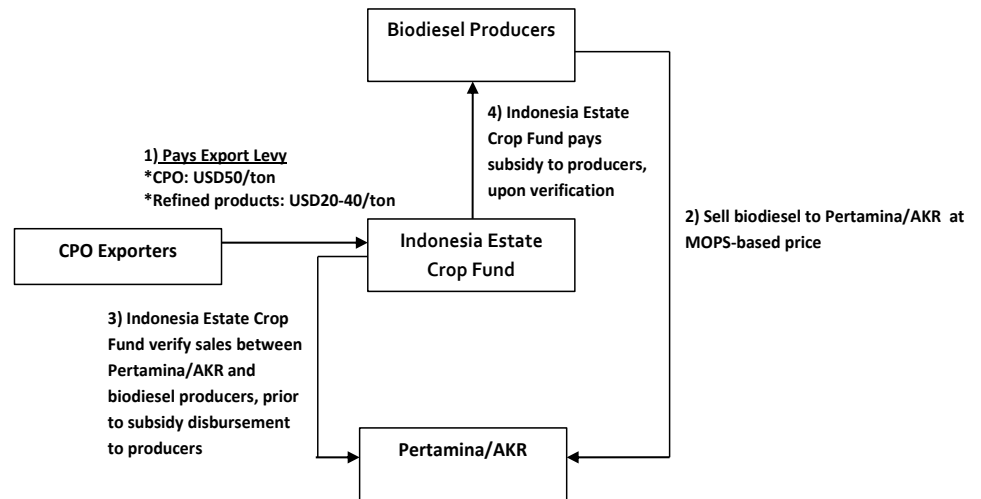 Biodiesel Producers
4) Indonesia Estate
Crop Fund pays
subsidy to producers,
upon verification
1) Pays Export Levy
*CPO: USD50/ton
*Refined products: USD20-40/ton
2) Sell biodiesel to Pertamina/AKR at
MOPS-based price
CPO Exporters
Indonesia Estate
Crop Fund
3) Indonesia Estate Crop
Fund verify sales between
Pertamina/AKR and
biodiesel producers, prior
to subsidy disbursement
to producers
Pertamina/AKR